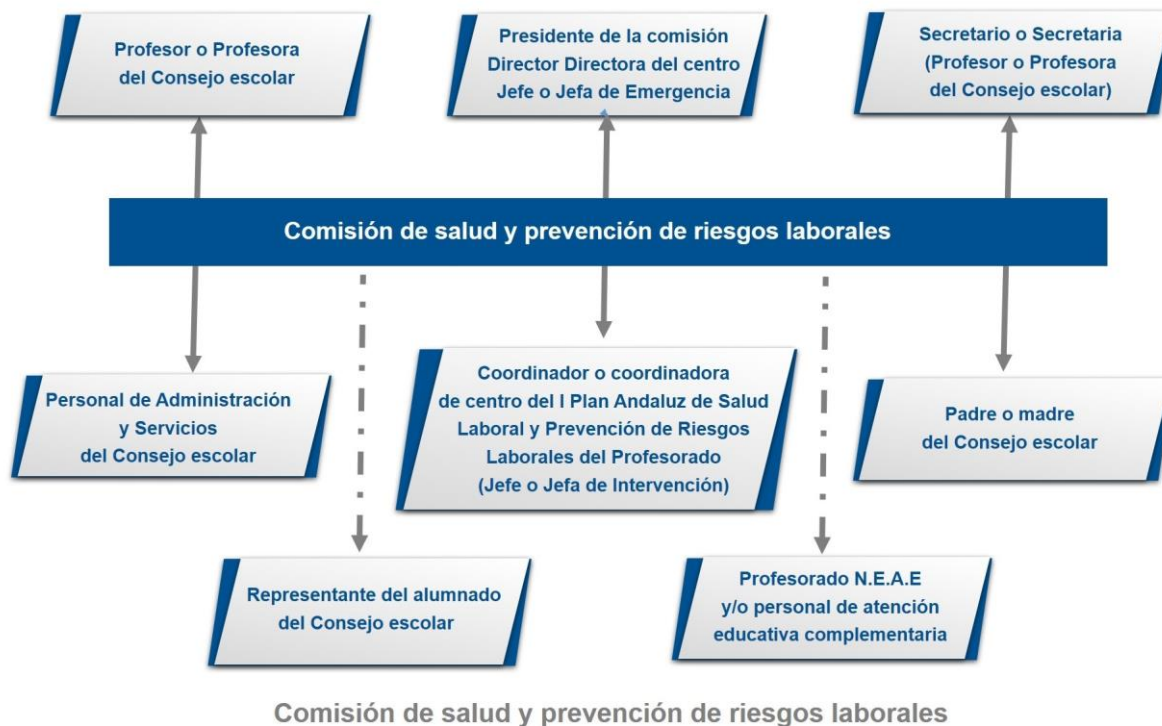 Profesor o Profesora
del Consejo escolar
Presidente de la comisión
Director Directora del centro
Jefe o Jefa de Emergencia
Secretario o Secretaria
(Profesor o Profesora
del Consejo escolar)
Comisión de salud y prevención de riesgos laborales
Personal de Administración
y Servicios
del Consejo escolar
Coordinador o coordinadora
de centro del I Plan Andaluz de Salud
Laboral y Prevención de Riesgos
Laborales del Profesorado
(Jefe o Jefa de Intervención)
Padre o madre
del Consejo escolar
Representante del alumnado
del Consejo escolar
Profesorado N.E.A.E
y/o personal de atención
educativa complementaria
Comisión de salud y prevención de riesgos laborales